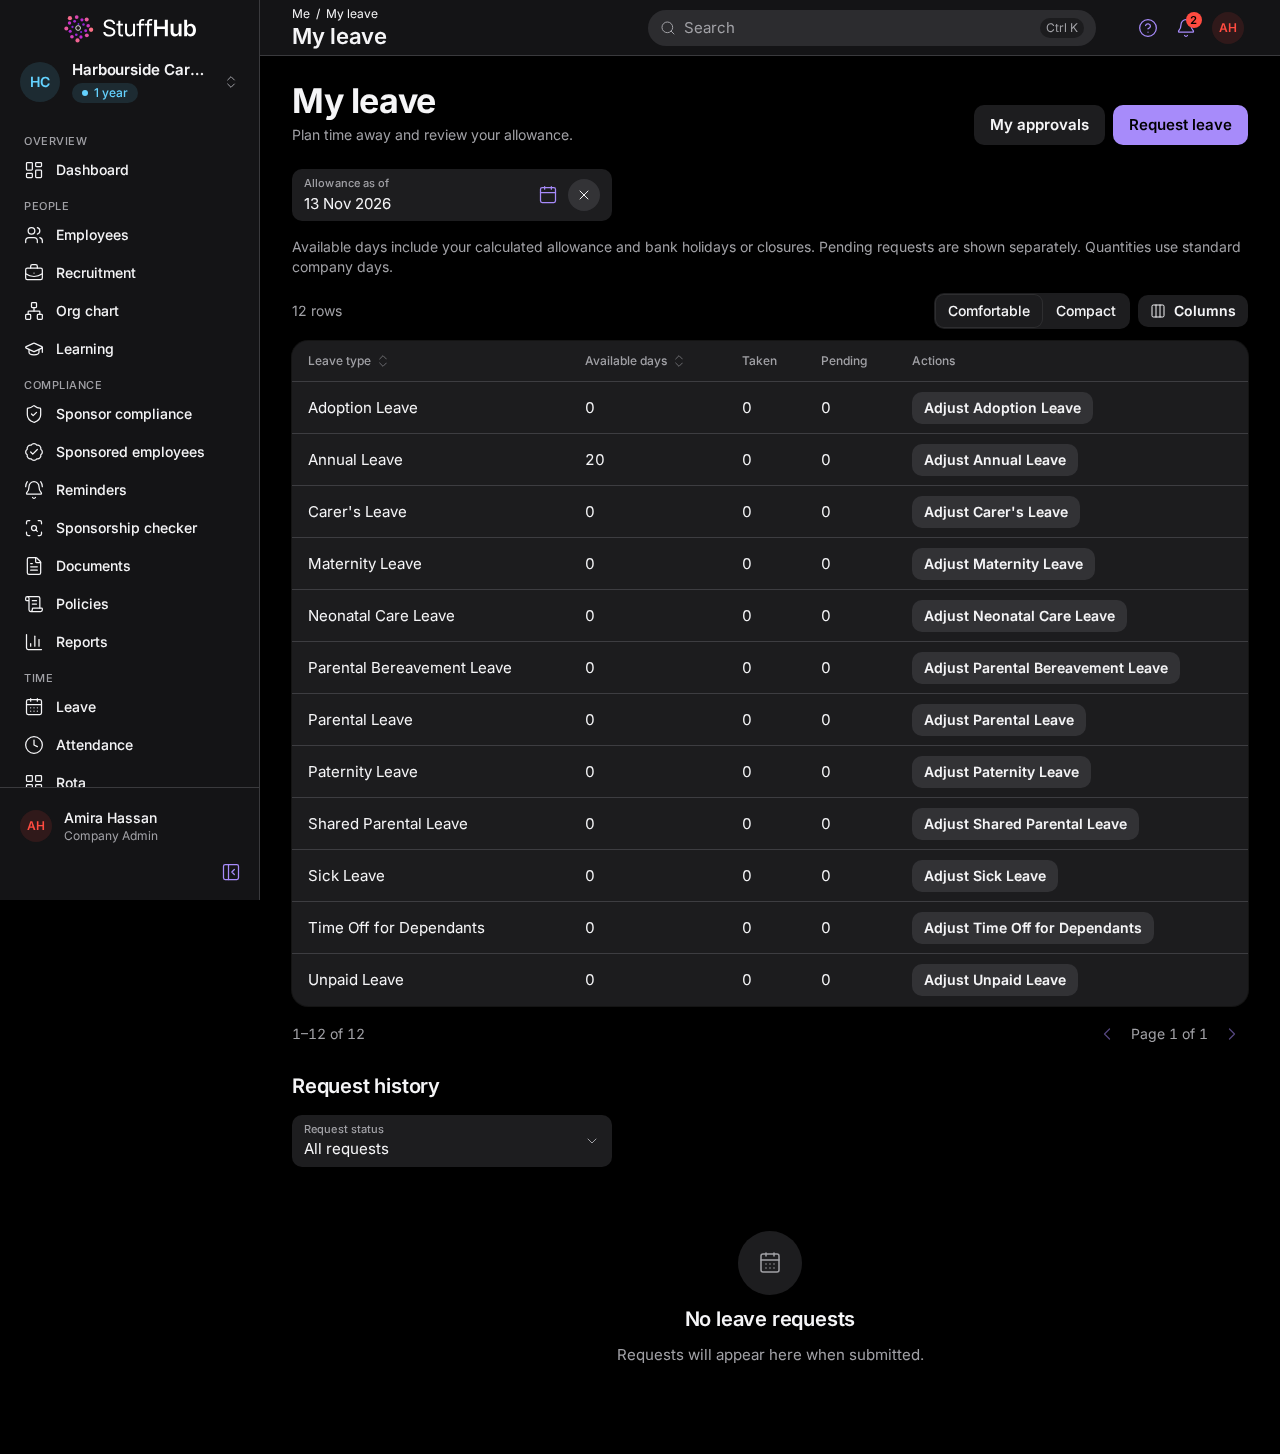 StuffHub
HC
Harbourside Car...
1 year
OVERVIEW
Dashboard
PEOPLE
Employees
Recruitment
Org chart
Learning
COMPLIANCE
Sponsor compliance
Sponsored employees
Reminders
Sponsorship checker
Documents
Policies
Reports
TIME
Leave
Attendance
Rota
AH
Amira Hassan
Company Admin
Me / My leave
My leave
Search
Ctrl K
2
AH
My leave
Plan time away and review your allowance.
My approvals
Request leave
Allowance as of
13 Nov 2026
Available days include your calculated allowance and bank holidays or closures. Pending requests are shown separately. Quantities use standard
company days.
12 rows
Comfortable
Compact
Columns
Leave type Available days Taken Pending Actions
Adoption Leave 0 0 0 Adjust Adoption Leave
Annual Leave 20 0 0 Adjust Annual Leave
Carer's Leave 0 0 0 Adjust Carer's Leave
Maternity Leave 0 0 0 Adjust Maternity Leave
Neonatal Care Leave 0 0 0 Adjust Neonatal Care Leave
Parental Bereavement Leave 0 0 0 Adjust Parental Bereavement Leave
Parental Leave 0 0 0 Adjust Parental Leave
Paternity Leave 0 0 0 Adjust Paternity Leave
Shared Parental Leave 0 0 0 Adjust Shared Parental Leave
Sick Leave 0 0 0 Adjust Sick Leave
Time Off for Dependants 0 0 0 Adjust Time Off for Dependants
Unpaid Leave 0 0 0 Adjust Unpaid Leave
1–12 of 12
Page 1 of 1
Request history
Request status
All requests
No leave requests
Requests will appear here when submitted.